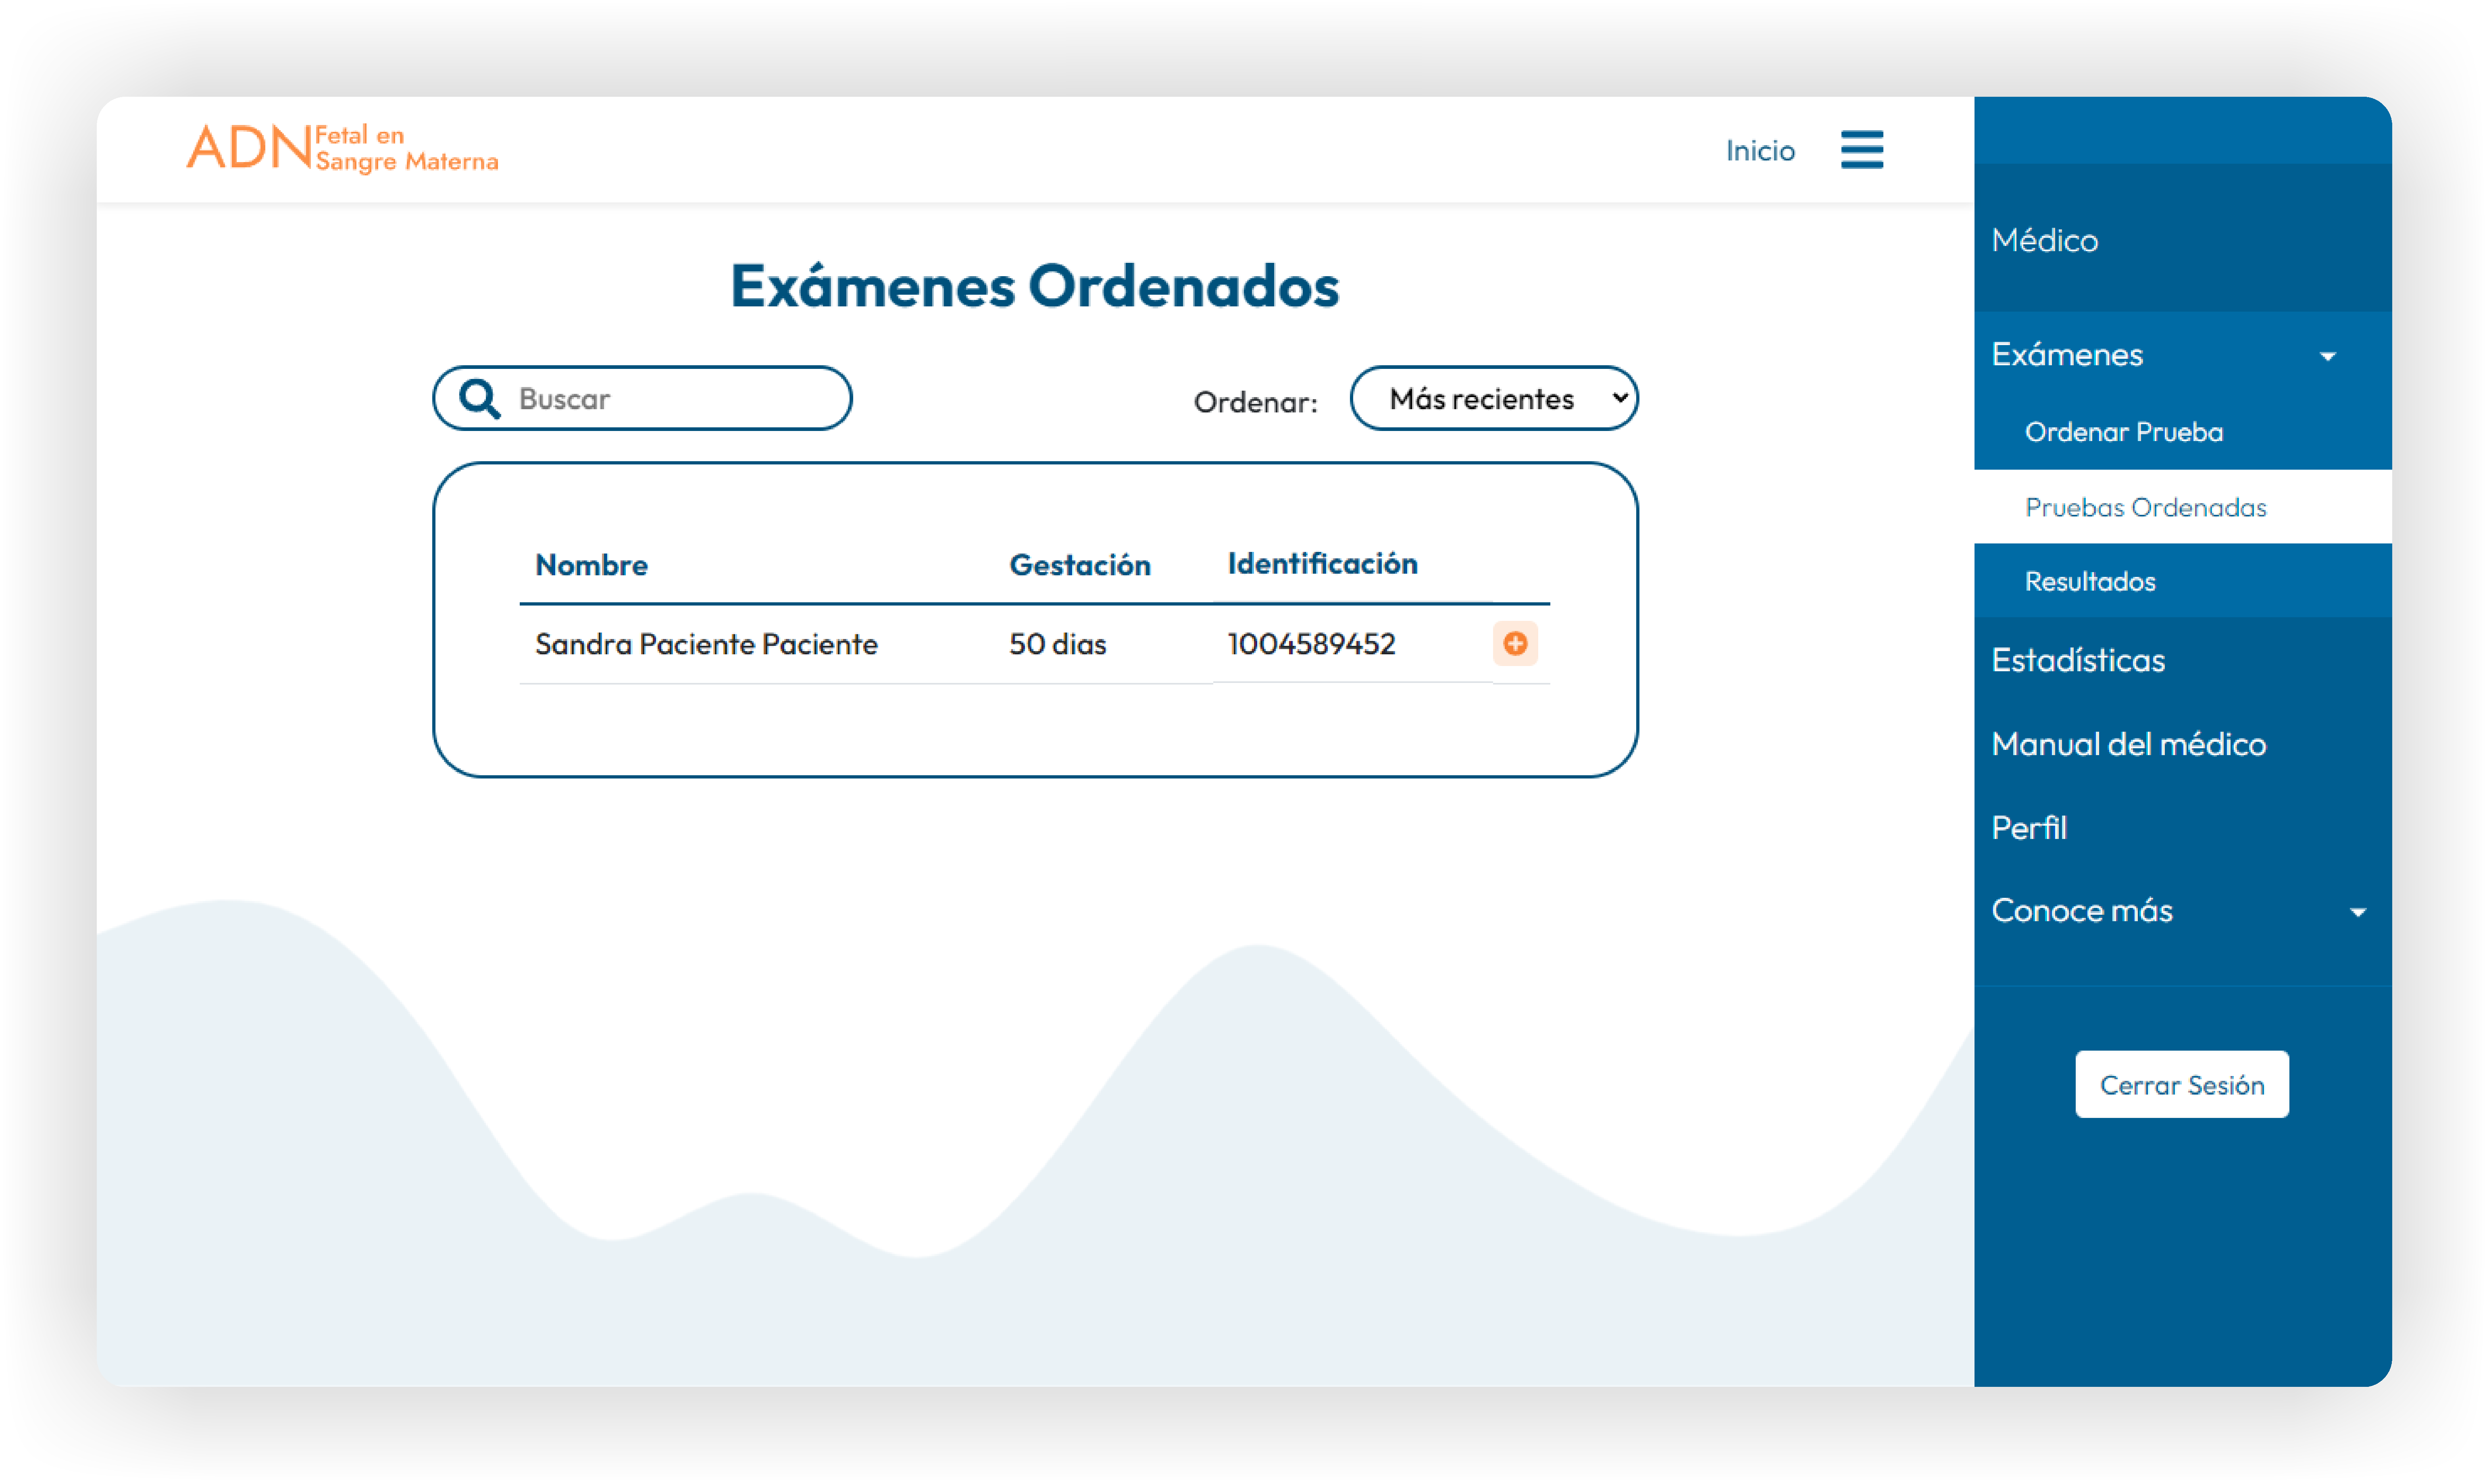 ADN Fetal en
Sangre Materna
Inicio
Exámenes Ordenados
Buscar
Ordenar: Más recientes
Nombre Gestación Identificación
Sandra Paciente Paciente 50 dias 1004589452
Médico
Exámenes
Ordenar Prueba
Pruebas Ordenadas
Resultados
Estadísticas
Manual del médico
Perfil
Conoce más
Cerrar Sesión